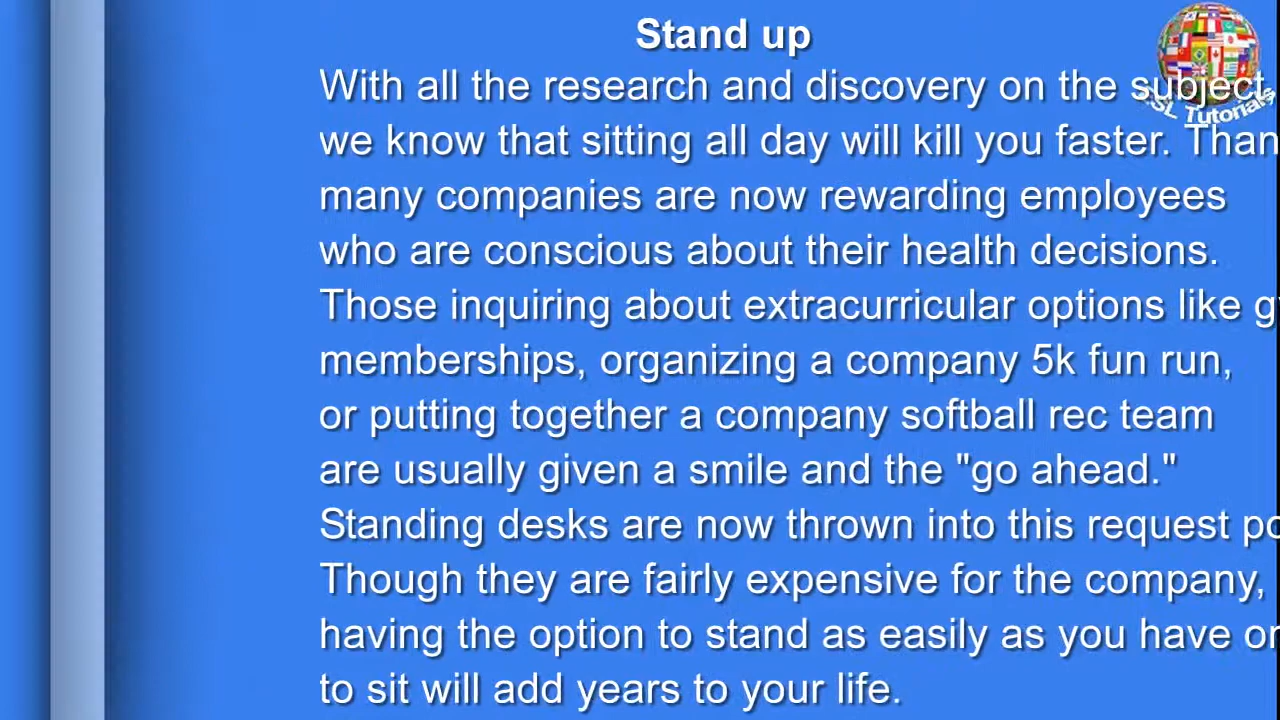 Stand up
With all the research and discovery on the subject,
we know that sitting all day will kill you faster.
many companies are now rewarding employees
who are conscious about their health decisions.
Those inquiring about extracurricular options like
memberships, organizing a company 5k fun run,
or putting together a company softball rec team
are usually given a smile and the "go ahead."
Standing desks are now thrown into this request
Though they are fairly expensive for the company,
having the option to stand as easily as you have
to sit will add years to your life.
SL Tutorials